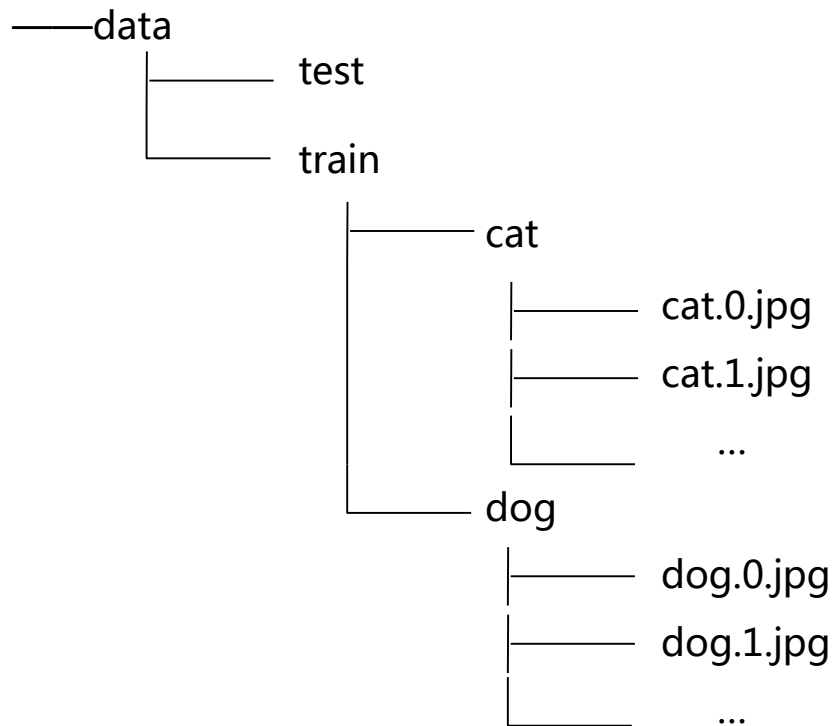 data
test
train
cat
cat.0.jpg
cat.1.jpg
...
dog
dog.0.jpg
dog.1.jpg
...